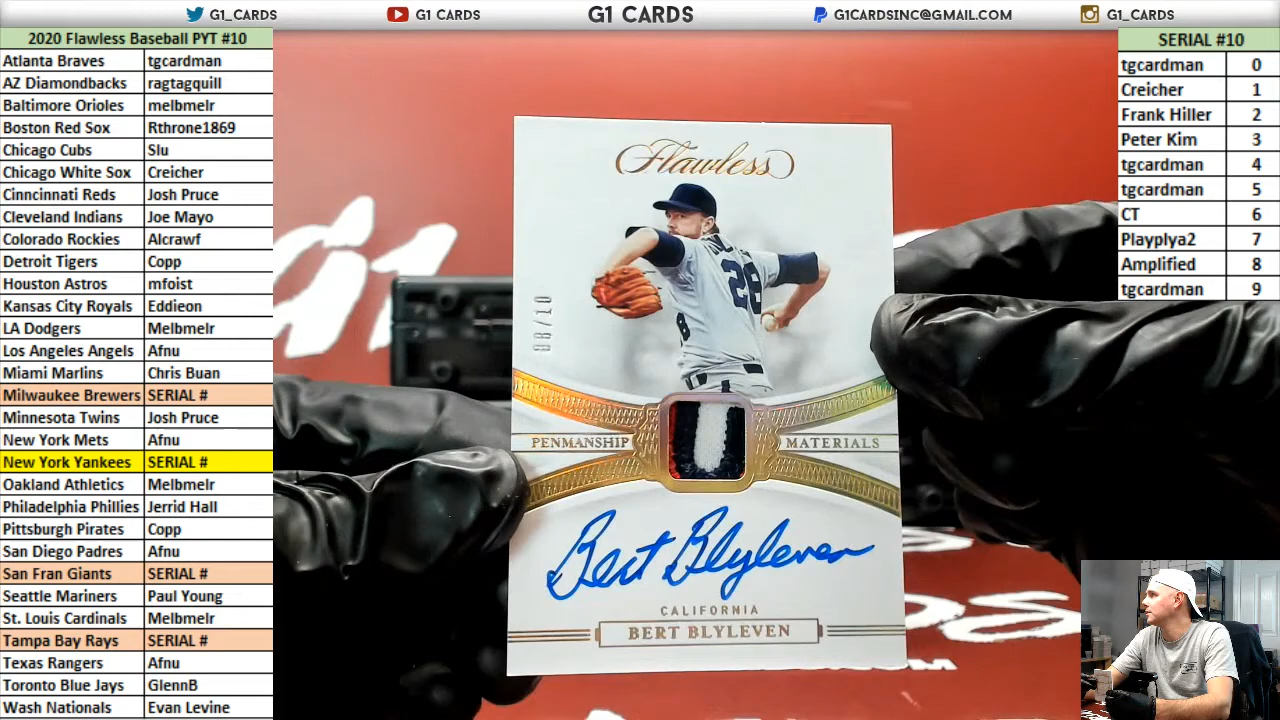 G1_CARDS
G1 CARDS
G1 CARDS
G1CARDSINC@GMAIL.COM
G1_CARDS
2020 Flawless Baseball PYT #10
Atlanta Braves tgcardman
AZ Diamondbacks ragtagquill
Baltimore Orioles melbmelr
Boston Red Sox Rthrone1869
Chicago Cubs Slu
Chicago White Sox Creicher
Cinncinnati Reds Josh Pruce
Cleveland Indians Joe Mayo
Colorado Rockies Alcrawf
Detroit Tigers Copp
Houston Astros mfoist
Kansas City Royals Eddieon
LA Dodgers Melbmelr
Los Angeles Angels Afnu
Miami Marlins Chris Buan
Milwaukee Brewers SERIAL #
Minnesota Twins Josh Pruce
New York Mets Afnu
New York Yankees SERIAL #
Oakland Athletics Melbmelr
Philadelphia Phillies Jerrid Hall
Pittsburgh Pirates Copp
San Diego Padres Afnu
San Fran Giants SERIAL #
Seattle Mariners Paul Young
St. Louis Cardinals Melbmelr
Tampa Bay Rays SERIAL #
Texas Rangers Afnu
Toronto Blue Jays GlennB
Wash Nationals Evan Levine
Flawless
28
PENMANSHIP MATERIALS
Bert Blyleven
CALIFORNIA
BERT BLYLEVEN
SERIAL #10
tgcardman 0
Creicher 1
Frank Hiller 2
Peter Kim 3
tgcardman 4
tgcardman 5
CT 6
Playplya2 7
Amplified 8
tgcardman 9